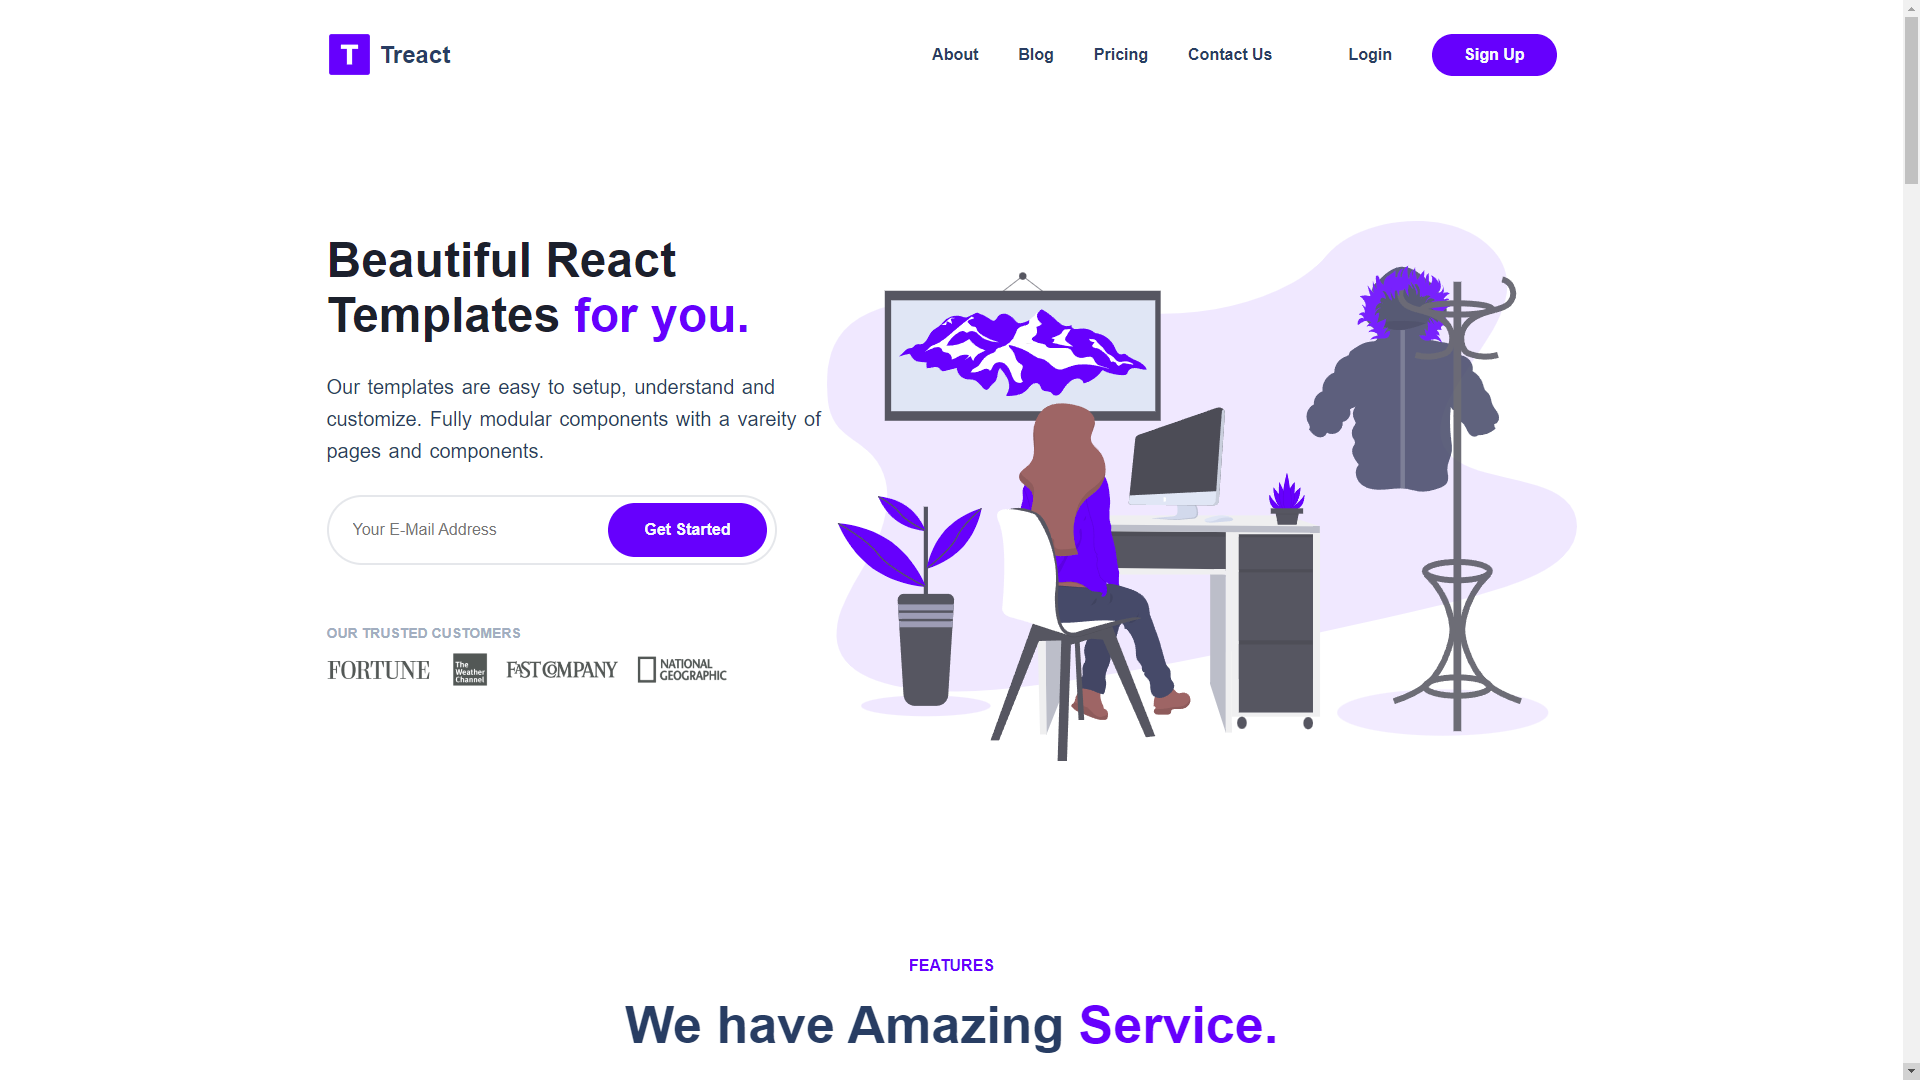 T Treact
About Blog Pricing Contact Us Login Sign Up
Beautiful React
Templates for you.
Our templates are easy to setup, understand and
customize. Fully modular components with a vareity of
pages and components.
Your E-Mail Address Get Started
OUR TRUSTED CUSTOMERS
FORTUNE
The
Weather
Channel
FAST COMPANY
NATIONAL
GEOGRAPHIC
FEATURES
We have Amazing Service.